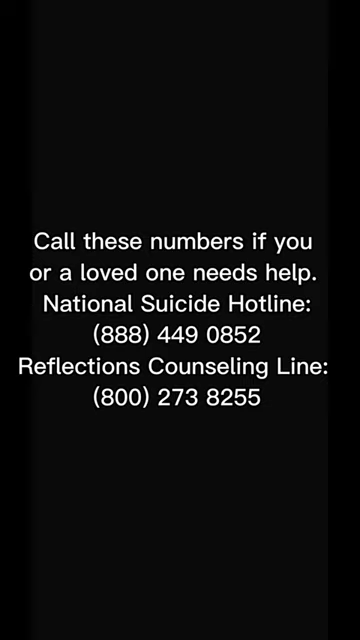 Call these numbers if you
or a loved one needs help.
National Suicide Hotline:
(888) 449 0852
Reflections Counseling Line:
(800) 273 8255